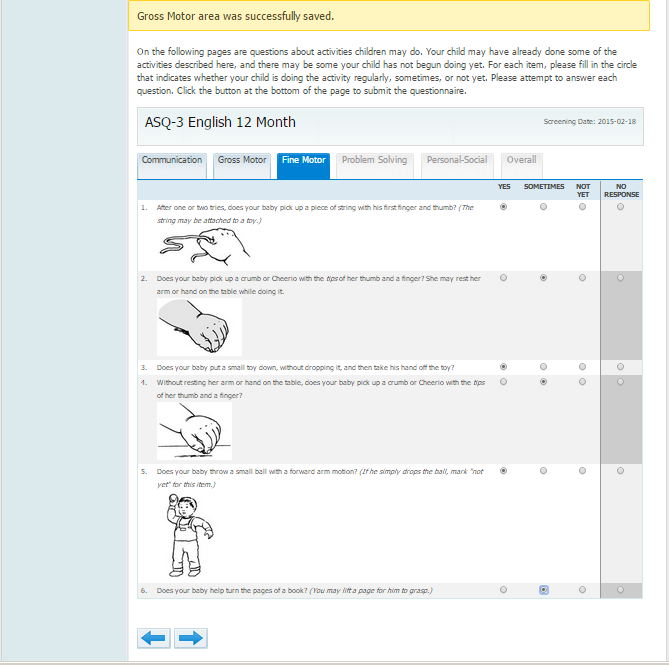 Gross Motor area was successfully saved.
On the following pages are questions about activities children may do. Your child may have already done some of the
activities described here, and there may be some your child has not begun doing yet. For each item, please fill in the circle
that indicates whether your child is doing the activity regularly, sometimes, or not yet. Please attempt to answer each
question. Click the button at the bottom of the page to submit the questionnaire.
ASQ-3 English 12 Month
Screening Date: 2015-02-18
Communication Gross Motor Fine Motor Problem Solving Personal-Social Overall
YES SOMETIMES NOT YET NO RESPONSE
1. After one or two tries, does your baby pick up a piece of string with his first finger and thumb? (The
string may be attached to a toy.)
2. Does your baby pick up a crumb or Cheerio with the tips of her thumb and a finger? She may rest her
arm or hand on the table while doing it.
3. Does your baby put a small toy down, without dropping it, and then take his hand off the toy?
4. Without resting her arm or hand on the table, does your baby pick up a crumb or Cheerio with the tips
of her thumb and a finger?
5. Does your baby throw a small ball with a forward arm motion? (If he simply drops the ball, mark "not
yet" for this item.)
6. Does your baby help turn the pages of a book? (You may lift a page for him to grasp.)